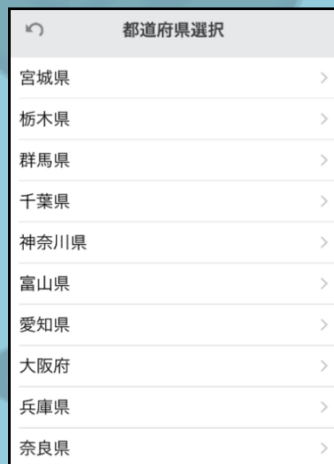 都道府県選択
宮城県
栃木県
群馬県
千葉県
神奈川県
富山県
愛知県
大阪府
兵庫県
奈良県